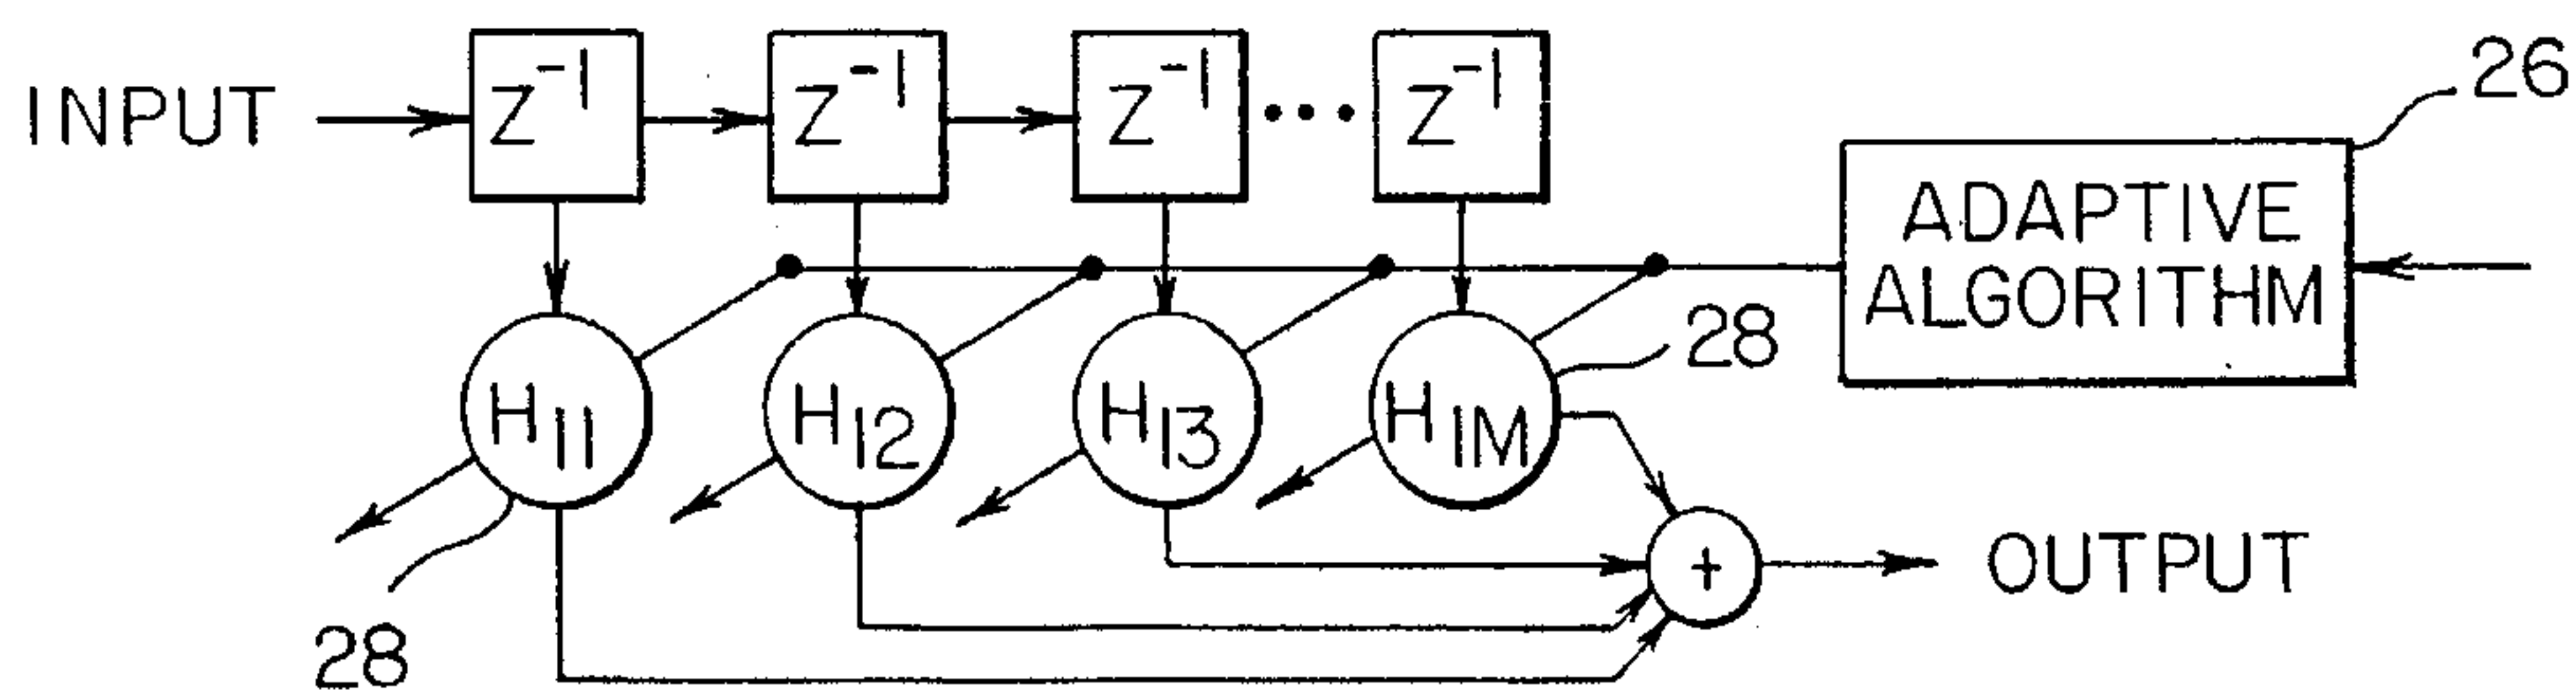 INPUT
Z⁻¹
Z⁻¹
Z⁻¹
...
Z⁻¹
26
ADAPTIVE
ALGORITHM
28
H₁₁
H₁₂
H₁₃
H₁M
+
OUTPUT
28